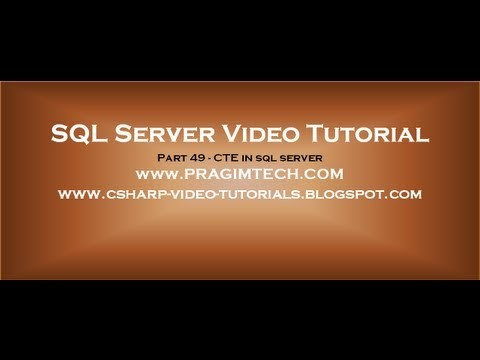 SQL Server Video Tutorial
Part 49 - CTE in sql server
www.PRAGIMTECH.COM
www.csharp-video-tutorials.blogspot.com